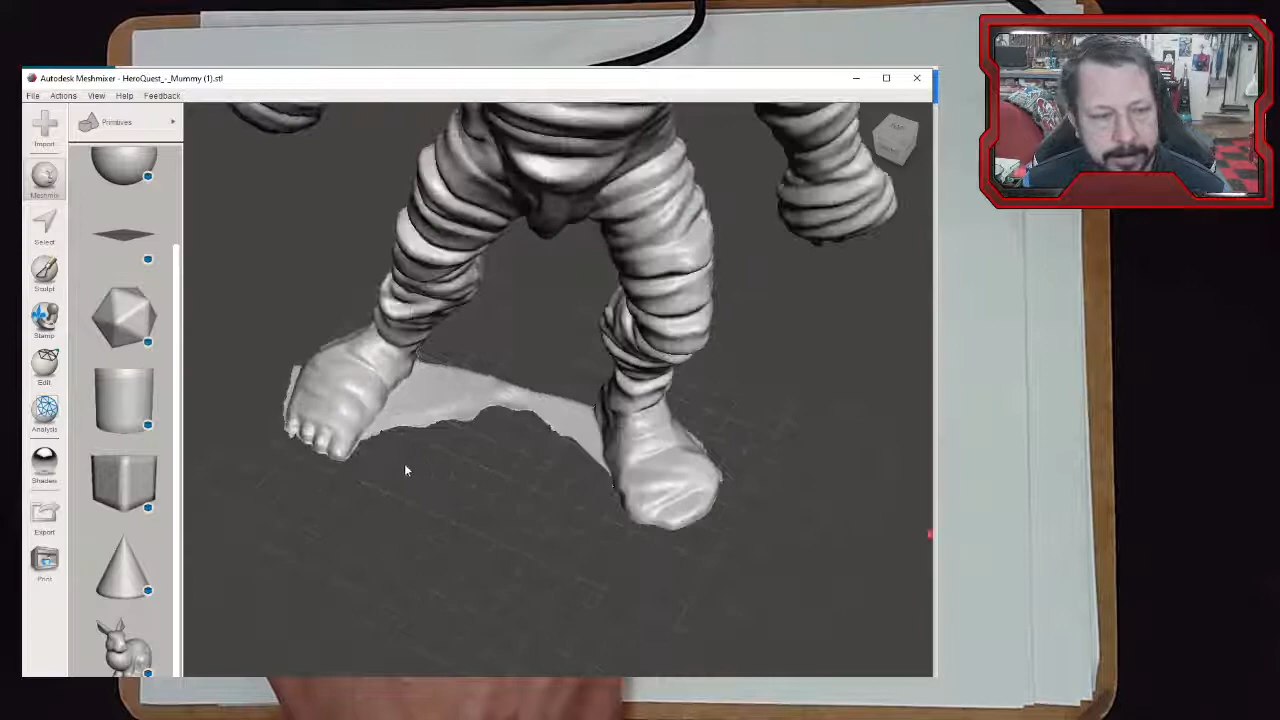 Autodesk Meshmixer - HeroQuest_-_Mummy (1).stl
File Actions View Help Feedback
Import
Primitives
Meshmix
Select
Sculpt
Stamp
Edit
Analysis
Shaders
Export
Print